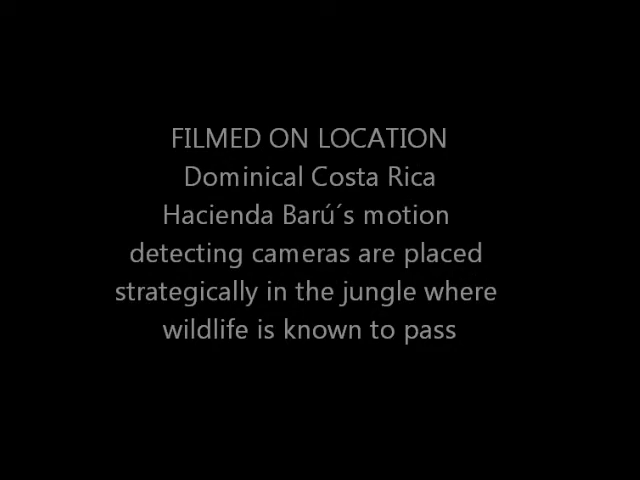 FILMED ON LOCATION
Dominical Costa Rica
Hacienda Barú´s motion
detecting cameras are placed
strategically in the jungle where
wildlife is known to pass